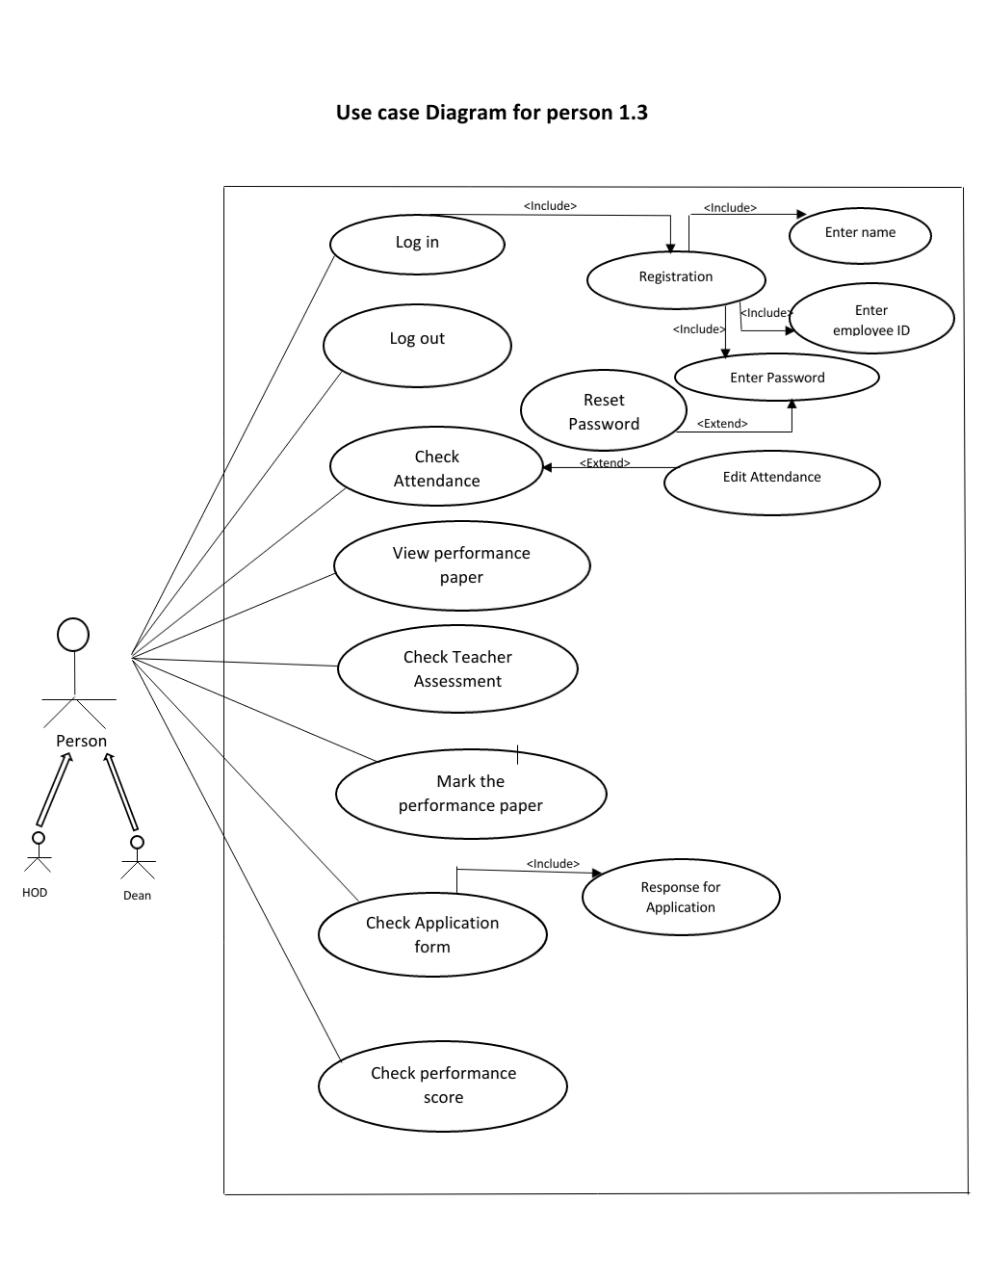 Use case Diagram for person 1.3
<Include>
<Include>
Log in
Enter name
Registration
Enter
employee ID
<Include>
<Include>
Log out
Enter Password
Reset
Password
<Extend>
Check
Attendance
<Extend>
Edit Attendance
View performance
paper
Check Teacher
Assessment
Person
Mark the
performance paper
HOD
Dean
<Include>
Response for
Application
Check Application
form
Check performance
score